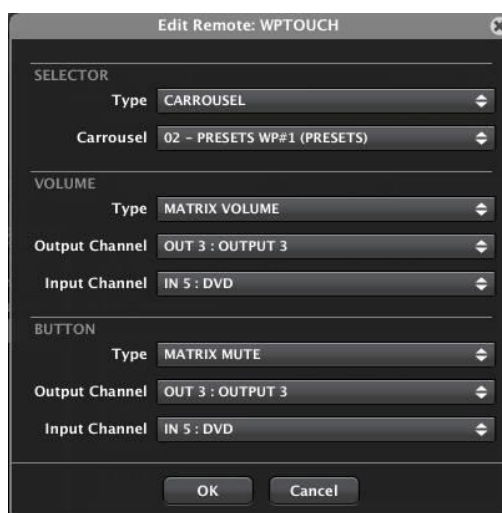 Edit Remote: WPTOUCH
SELECTOR
Type CARROUSEL
Carrousel 02 - PRESETS WP#1 (PRESETS)
VOLUME
Type MATRIX VOLUME
Output Channel OUT 3 : OUTPUT 3
Input Channel IN 5 : DVD
BUTTON
Type MATRIX MUTE
Output Channel OUT 3 : OUTPUT 3
Input Channel IN 5 : DVD
OK Cancel